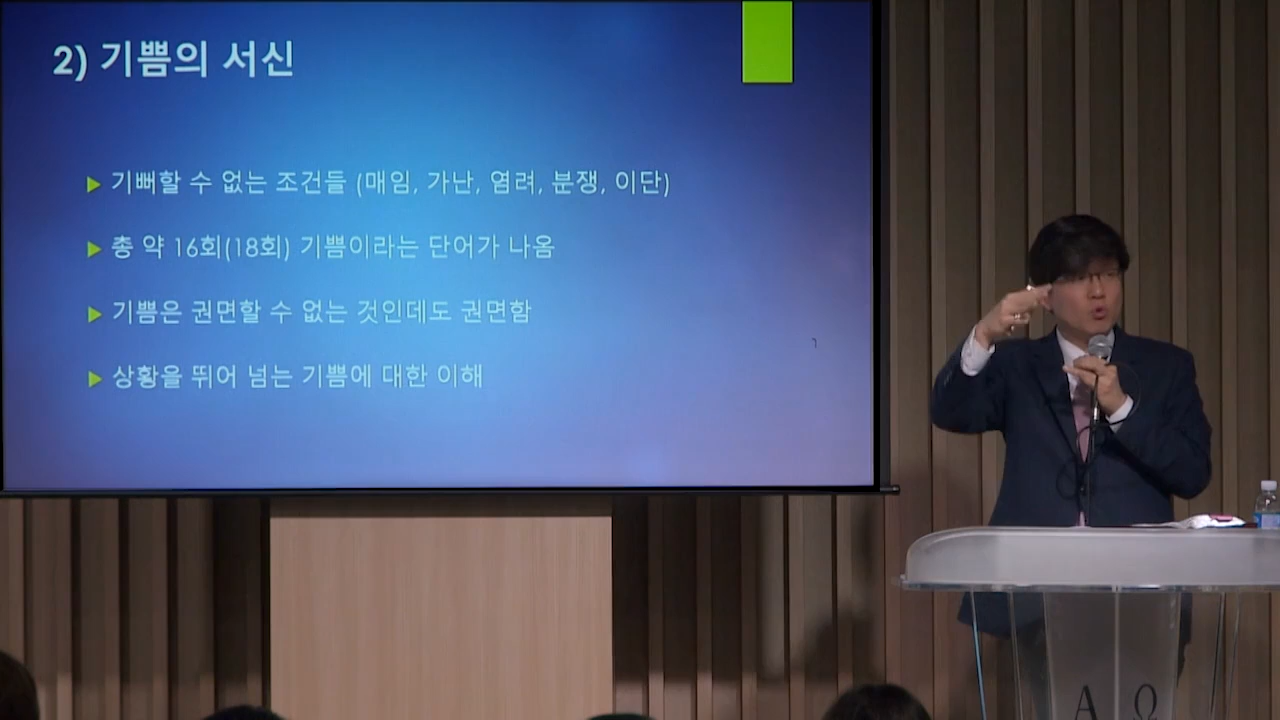 2) 기쁨의 서신
기뻐할 수 없는 조건들 (매임, 가난, 염려, 분쟁, 이단)
총 약 16회(18회) 기쁨이라는 단어가 나옴
기쁨은 권면할 수 없는 것인데도 권면함
상황을 뛰어 넘는 기쁨에 대한 이해
Α Ω